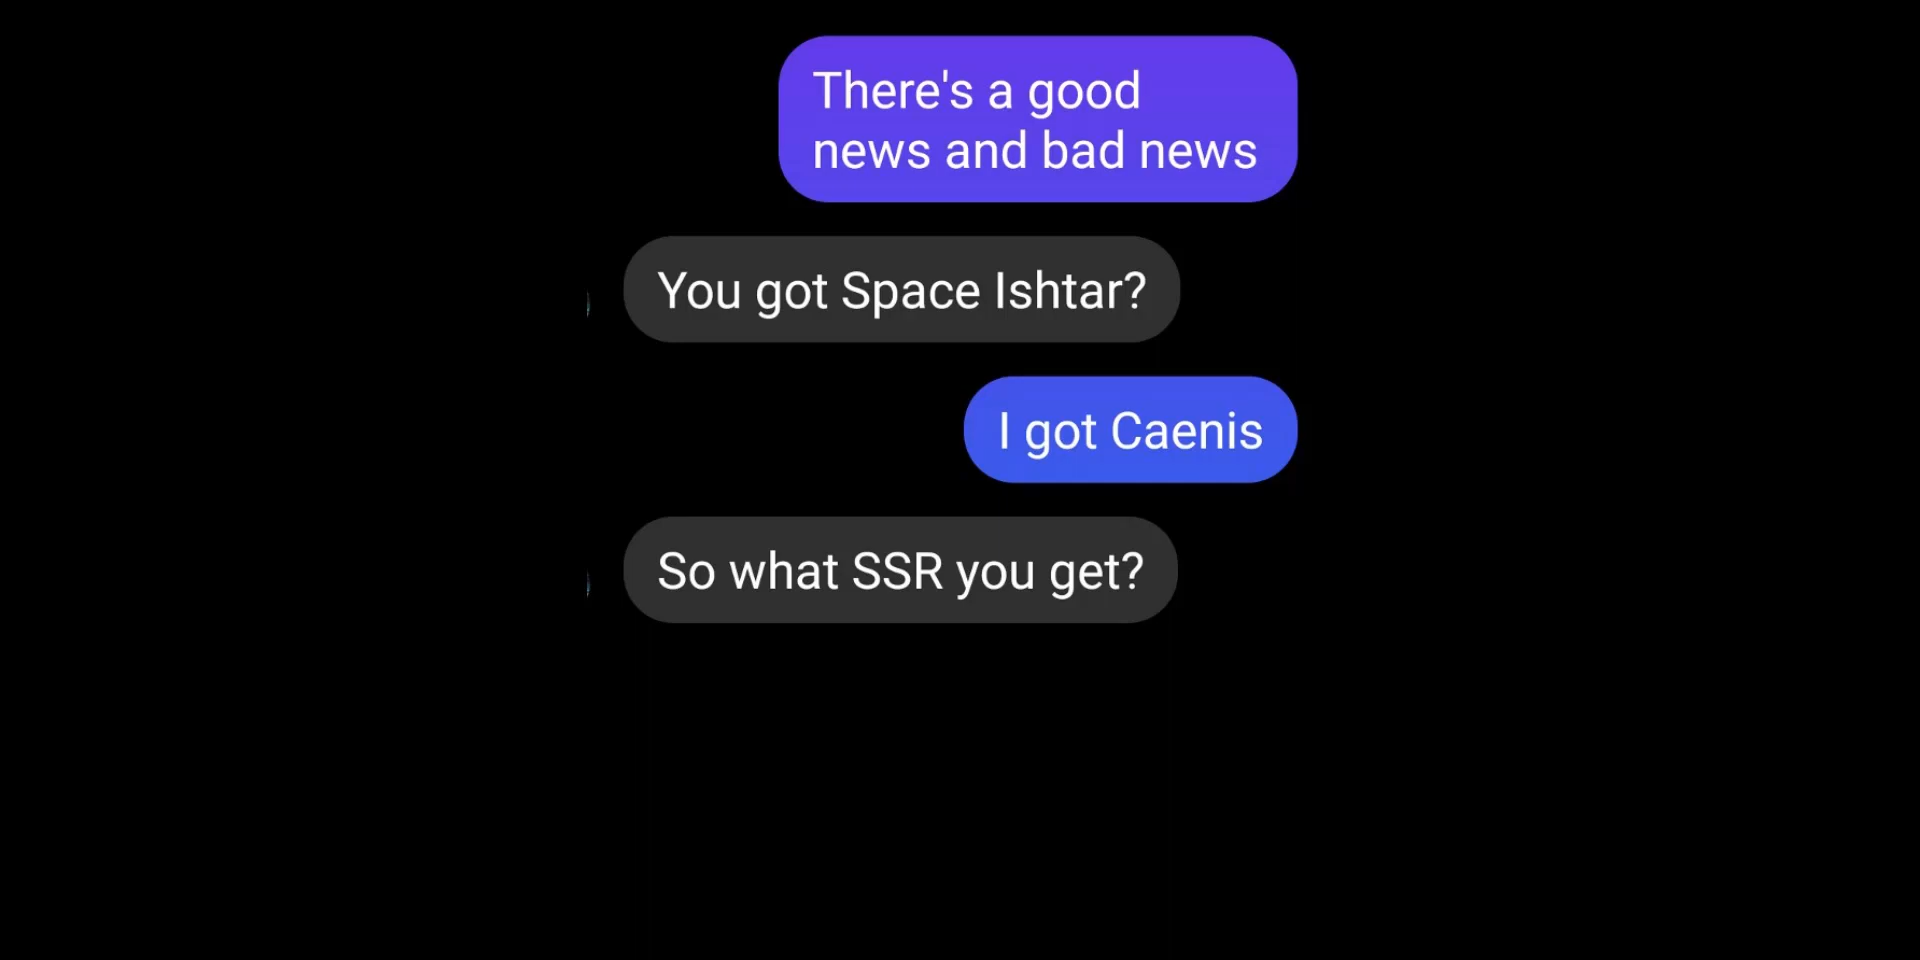 There's a good
news and bad news
You got Space Ishtar?
I got Caenis
So what SSR you get?